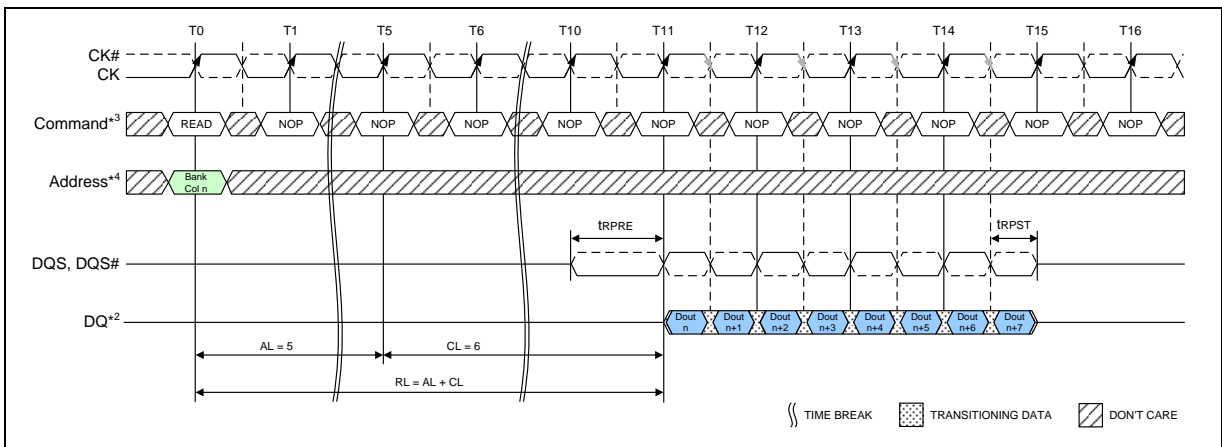 T0 T1 T5 T6 T10 T11 T12 T13 T14 T15 T16
CK#
CK
Command*3 READ NOP NOP NOP NOP NOP NOP NOP NOP NOP NOP
Address*4 Bank Col n
tRPRE tRPST
DQS, DQS#
DQ*2 Dout n Dout n+1 Dout n+2 Dout n+3 Dout n+4 Dout n+5 Dout n+6 Dout n+7
AL = 5 CL = 6
RL = AL + CL
TIME BREAK TRANSITIONING DATA DON'T CARE